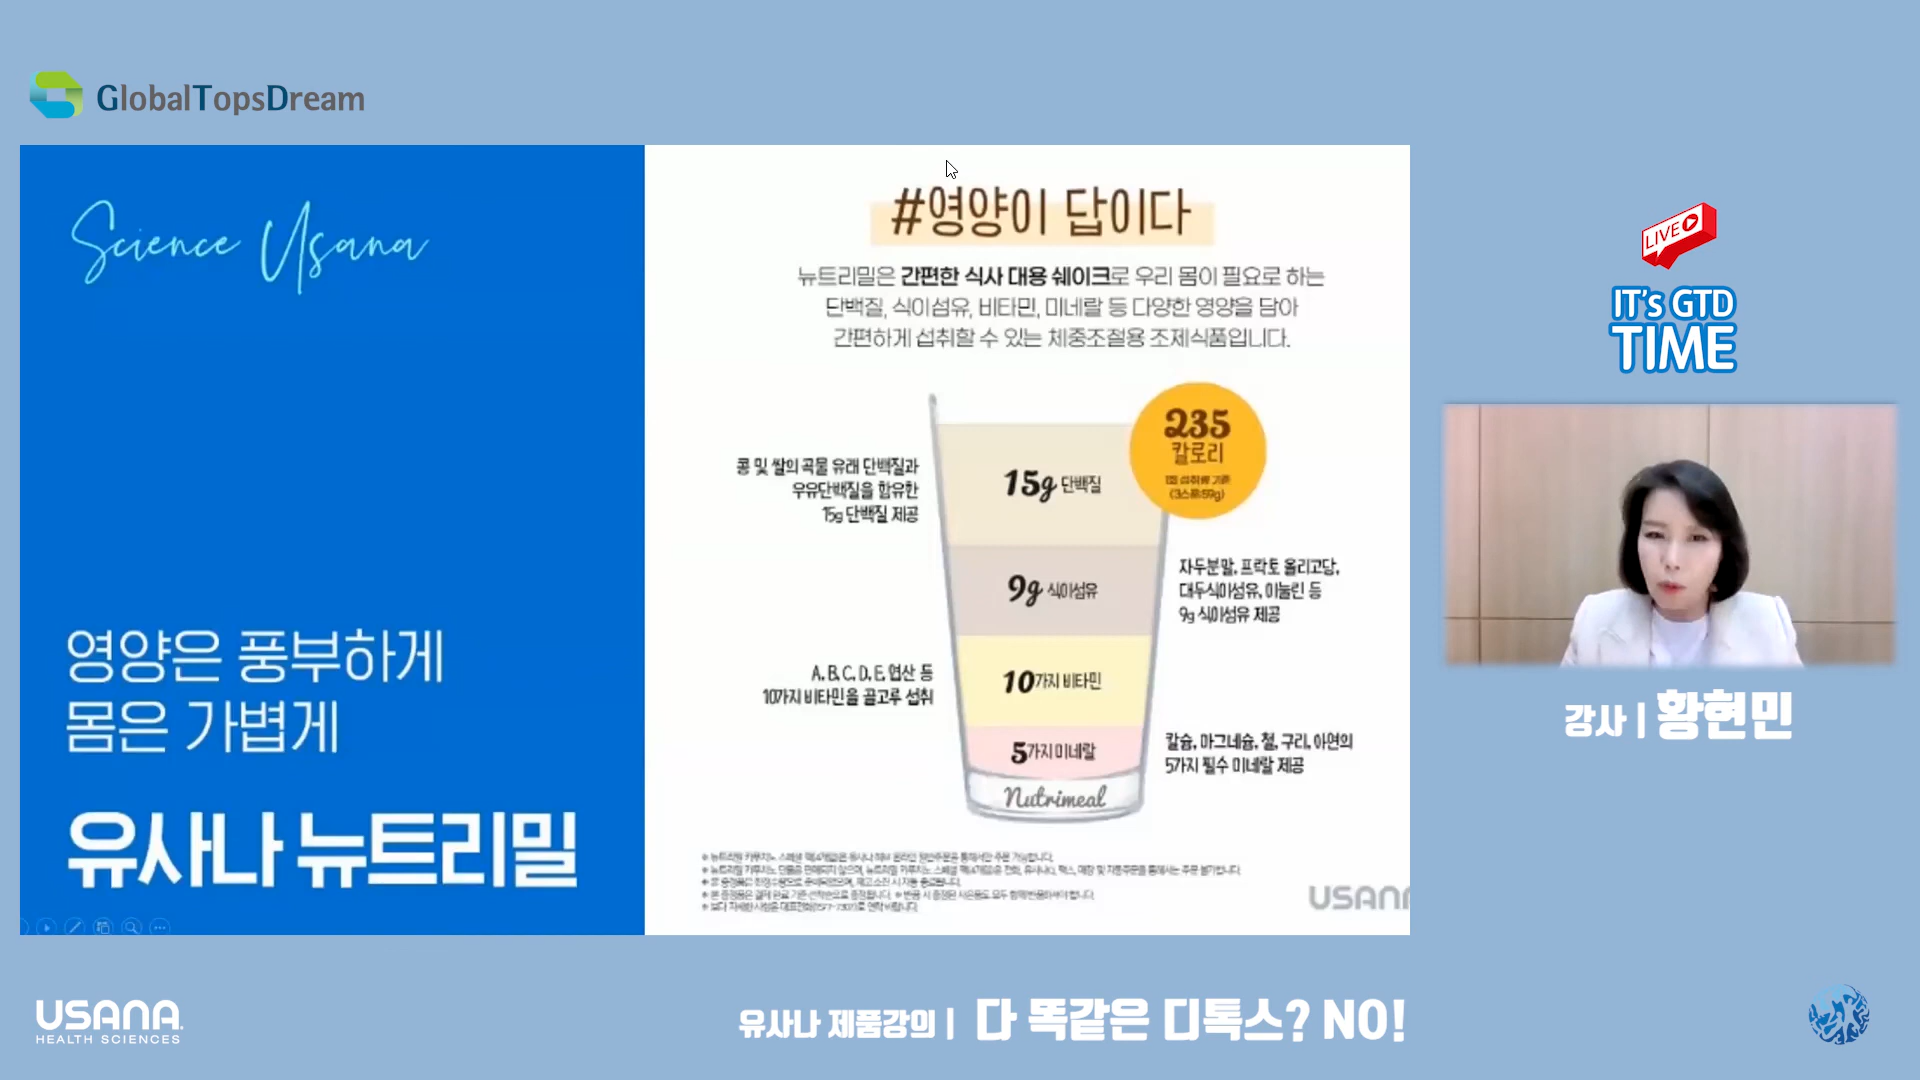 GlobalTopsDream
Science Usana
영양은 풍부하게
몸은 가볍게
유사나 뉴트리밀
#영양이 답이다
뉴트리밀은 간편한 식사 대용 쉐이크로 우리 몸이 필요로 하는
단백질, 식이섬유, 비타민, 미네랄 등 다양한 영양을 담아
간편하게 섭취할 수 있는 체중조절용 조제식품입니다.
235
칼로리
1회 섭취량 기준
(3스푼:59g)
콩 및 쌀의 곡물 유래 단백질과
우유단백질을 함유한
15g 단백질 제공
15g 단백질
9g 식이섬유
자두분말, 프락토 올리고당,
대두식이섬유, 이눌린 등
9g 식이섬유 제공
A, B, C, D, E, 엽산 등
10가지 비타민을 골고루 섭취
10가지 비타민
5가지 미네랄
칼슘, 마그네슘, 철, 구리, 아연의
5가지 필수 미네랄 제공
Nutrimeal
USANA
LIVE
IT's GTD
TIME
강사 | 황현민
USANA
HEALTH SCIENCES
유사나 제품강의 | 다 똑같은 디톡스? NO!